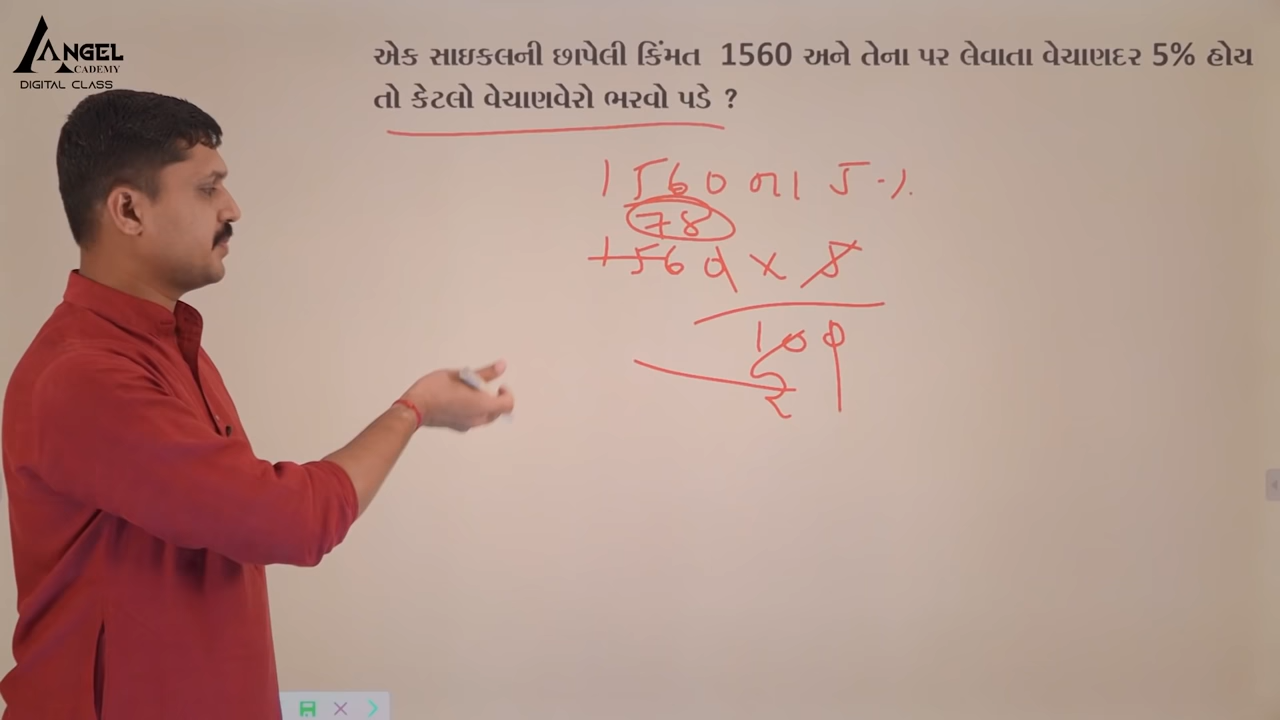 ANGEL
ACADEMY
DIGITAL CLASS
એક સાઇકલની છાપેલી કિંમત 1560 અને તેના પર લેવાતા વેચાણદર 5% હોય
તો કેટલો વેચાણવેરો ભરવો પડે ?
1560 ના 5%
78
1560 x 5
100
2